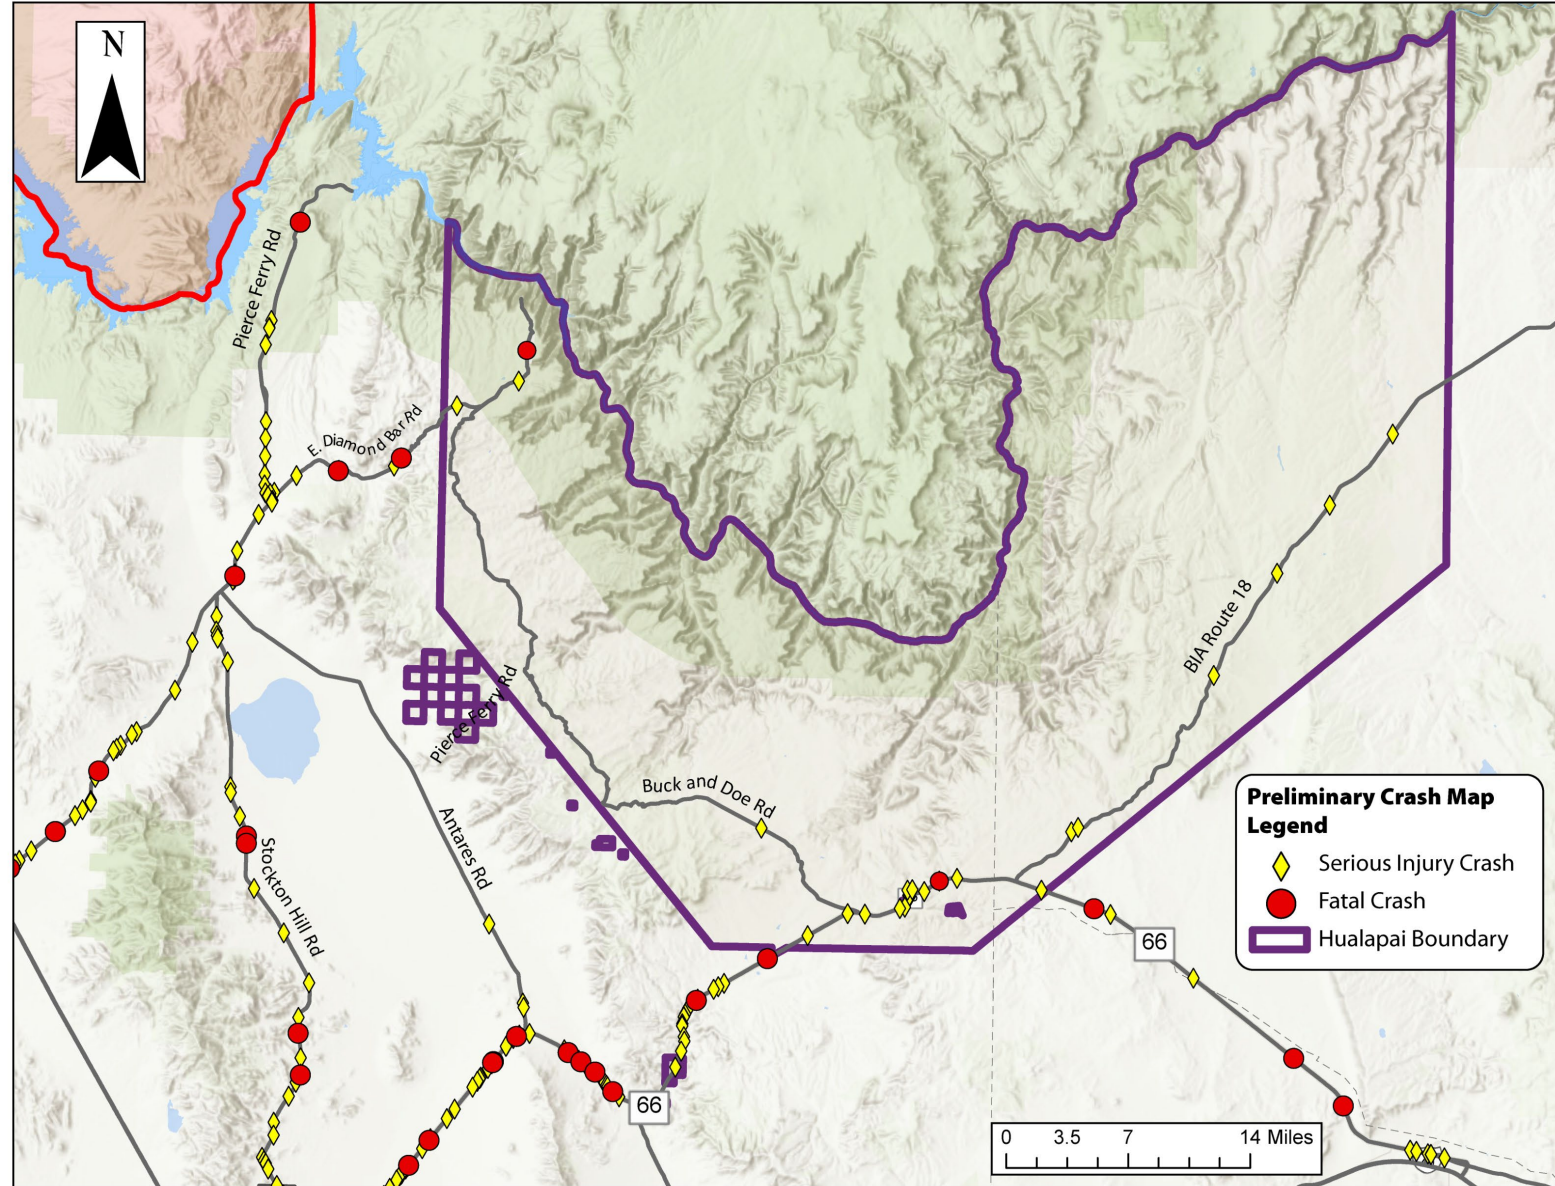 N
Pierce Ferry Rd
E. Diamond Bar Rd
BIA Route 18
Pierce Ferry Rd
Buck and Doe Rd
Antares Rd
Stockton Hill Rd
Preliminary Crash Map
Legend
Serious Injury Crash
Fatal Crash
Hualapai Boundary
66
66
0 3.5 7 14 Miles